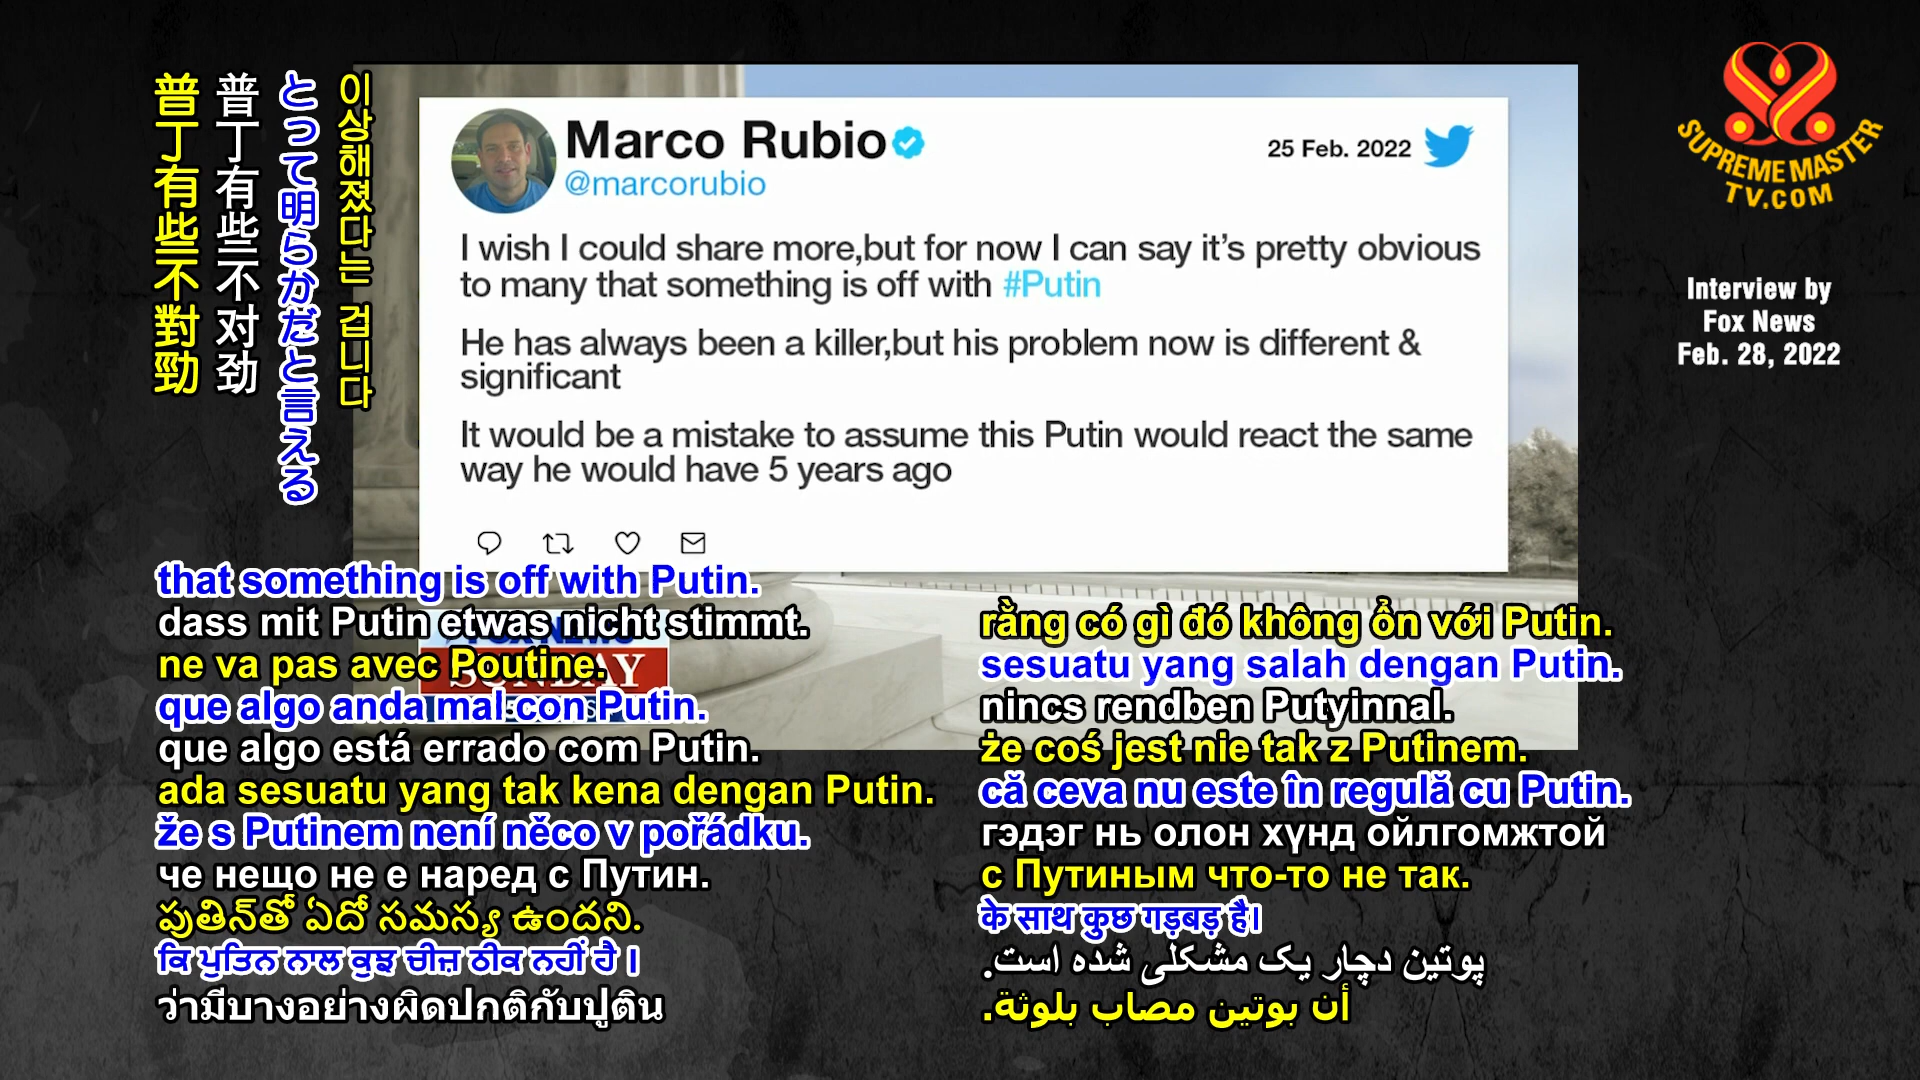 普丁有些不對勁
普丁有些不对劲
とって明らかだと言える
이상해졌다는 겁니다
Marco Rubio
@marcorubio
25 Feb. 2022
I wish I could share more,but for now I can say it's pretty obvious
to many that something is off with #Putin
He has always been a killer,but his problem now is different &
significant
It would be a mistake to assume this Putin would react the same
way he would have 5 years ago
SUPREME MASTER
TV.COM
Interview by
Fox News
Feb. 28, 2022
FOX NEWS
SUNDAY
that something is off with Putin.
dass mit Putin etwas nicht stimmt.
ne va pas avec Poutine.
que algo anda mal con Putin.
que algo está errado com Putin.
ada sesuatu yang tak kena dengan Putin.
že s Putinem není něco v pořádku.
че нещо не е наред с Путин.
పుతిన్‌తో ఏదో సమస్య ఉందని.
ਕਿ ਪੁਤਿਨ ਨਾਲ ਕੁਝ ਚੀਜ਼ ਠੀਕ ਨਹੀਂ ਹੈ।
ว่ามีบางอย่างผิดปกติกับปูติน
rằng có gì đó không ổn với Putin.
sesuatu yang salah dengan Putin.
nincs rendben Putyinnal.
że coś jest nie tak z Putinem.
că ceva nu este în regulă cu Putin.
гэдэг нь олон хүнд ойлгомжтой
с Путиным что-то не так.
के साथ कुछ गड़बड़ है।
پوتین دچار یک مشکلی شده است.
أن بوتين مصاب بلوثة.